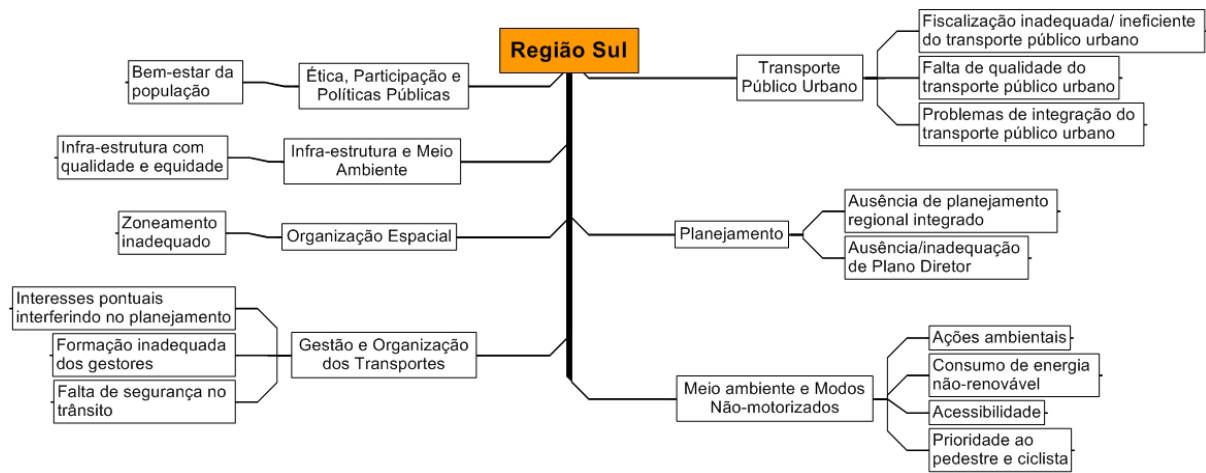 Região Sul
Bem-estar da
população
Ética, Participação e
Políticas Públicas
Infra-estrutura com
qualidade e equidade
Infra-estrutura e Meio
Ambiente
Zoneamento
inadequado
Organização Espacial
Interesses pontuais
interferindo no planejamento
Formação inadequada
dos gestores
Falta de segurança no
trânsito
Gestão e Organização
dos Transportes
Transporte
Público Urbano
Fiscalização inadequada/ ineficiente
do transporte público urbano
Falta de qualidade do
transporte público urbano
Problemas de integração do
transporte público urbano
Planejamento
Ausência de planejamento
regional integrado
Ausência/inadequação
de Plano Diretor
Meio ambiente e Modos
Não-motorizados
Ações ambientais
Consumo de energia
não-renovável
Acessibilidade
Prioridade ao
pedestre e ciclista